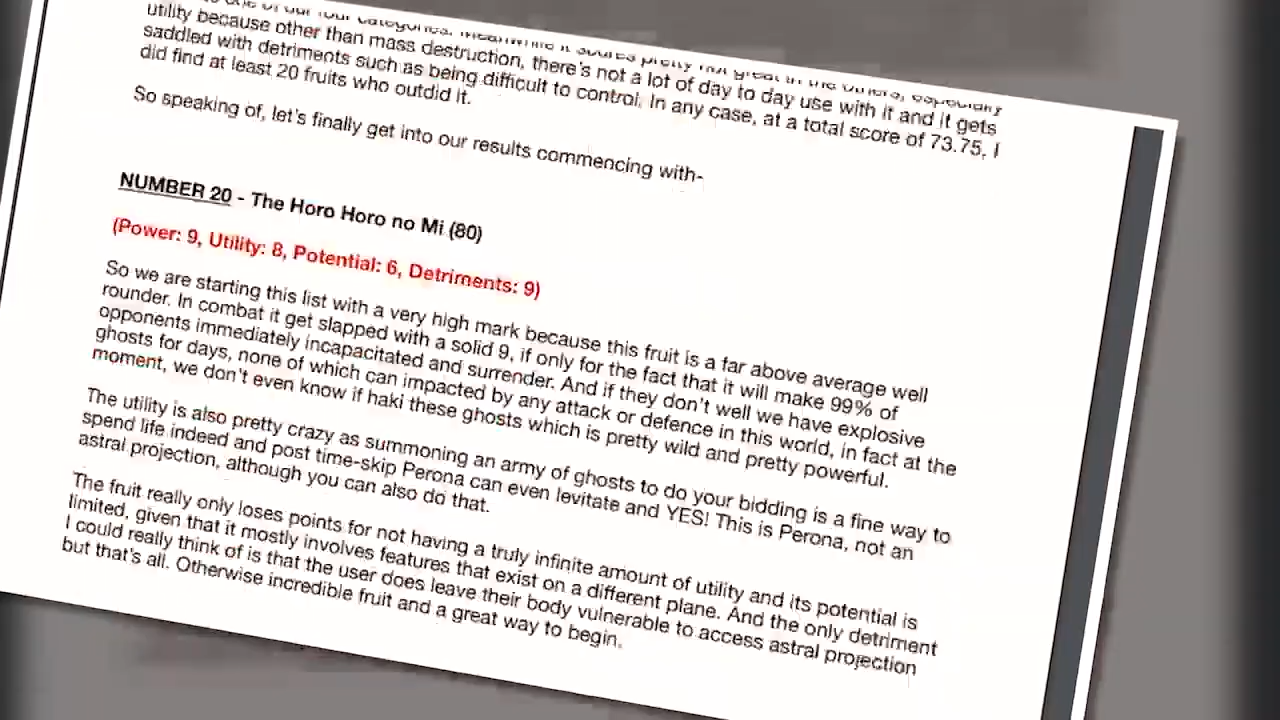 one of our four categories. Meanwhile it scores pretty great in the others, especially
utility because other than mass destruction, there's not a lot of day to day use with it and it gets
saddled with detriments such as being difficult to control. In any case, at a total score of 73.75, I
did find at least 20 fruits who outdid it.
So speaking of, let's finally get into our results commencing with-
NUMBER 20 - The Horo Horo no Mi (80)
(Power: 9, Utility: 8, Potential: 6, Detriments: 9)
So we are starting this list with a very high mark because this fruit is a far above average well
rounder. In combat it get slapped with a solid 9, if only for the fact that it will make 99% of
opponents immediately incapacitated and surrender. And if they don't well we have explosive
ghosts for days, none of which can impacted by any attack or defence in this world, in fact at the
moment, we don't even know if haki these ghosts which is pretty wild and pretty powerful.
The utility is also pretty crazy as summoning an army of ghosts to do your bidding is a fine way to
spend life indeed and post time-skip Perona can even levitate and YES! This is Perona, not an
astral projection, although you can also do that.
The fruit really only loses points for not having a truly infinite amount of utility and its potential is
limited, given that it mostly involves features that exist on a different plane. And the only detriment
I could really think of is that the user does leave their body vulnerable to access astral projection
but that's all. Otherwise incredible fruit and a great way to begin.